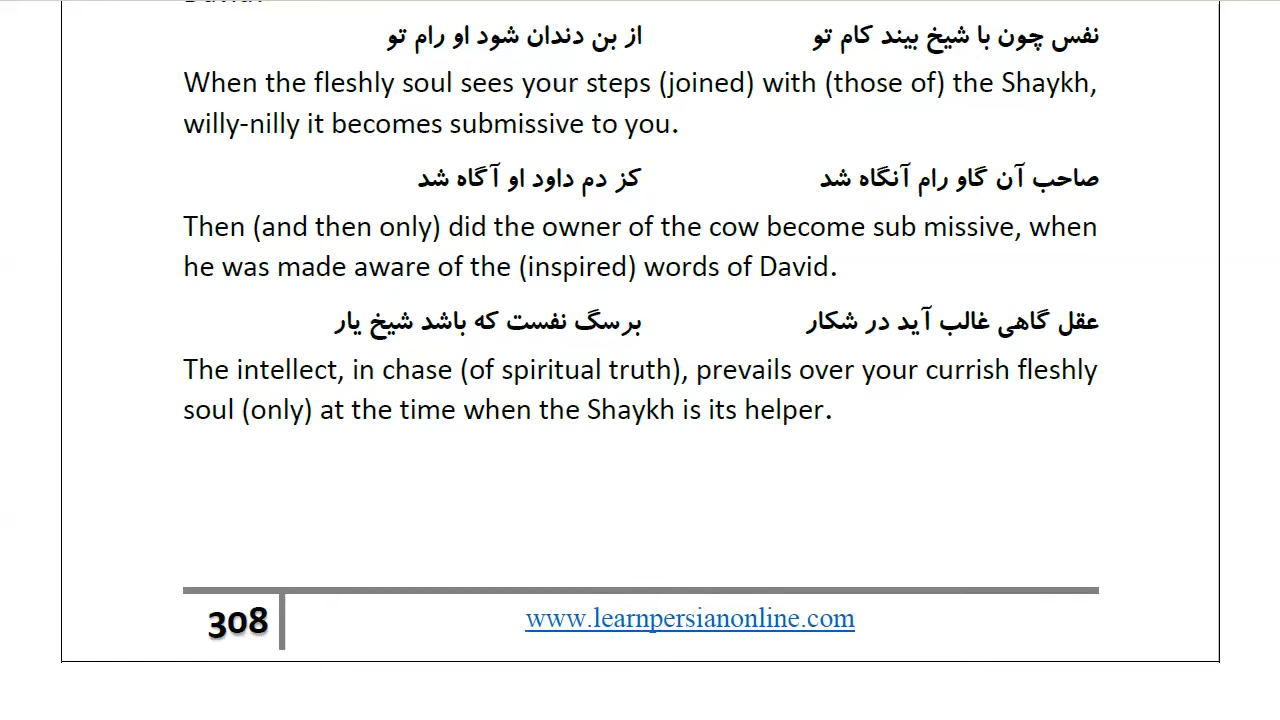 نفس چون با شیخ بیند کام تو از بن دندان شود او رام تو
When the fleshly soul sees your steps (joined) with (those of) the Shaykh,
willy-nilly it becomes submissive to you.
صاحب آن گاو رام آنگاه شد کز دم داود او آگاه شد
Then (and then only) did the owner of the cow become sub missive, when
he was made aware of the (inspired) words of David.
عقل گاهی غالب آید در شکار برسگ نفست که باشد شیخ یار
The intellect, in chase (of spiritual truth), prevails over your currish fleshly
soul (only) at the time when the Shaykh is its helper.
308 www.learnpersianonline.com